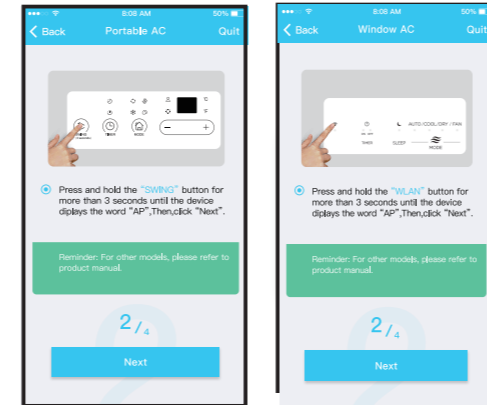 8:08 AM
50%
Back
Portable AC
Quit
TIMER
MODE
°C
°F
Press and hold the “SWING” button for
more than 3 seconds until the device
diplays the word “AP”,Then,click “Next”.
Reminder: For other models, please refer to
product manual.
2/4
Next
8:08 AM
50%
Back
Window AC
Quit
AUTO/COOL/DRY/FAN
TIMER
SLEEP
MODE
Press and hold the “WLAN” button for
more than 3 seconds until the device
diplays the word “AP”,Then,click “Next”.
Reminder: For other models, please refer to
product manual.
2/4
Next